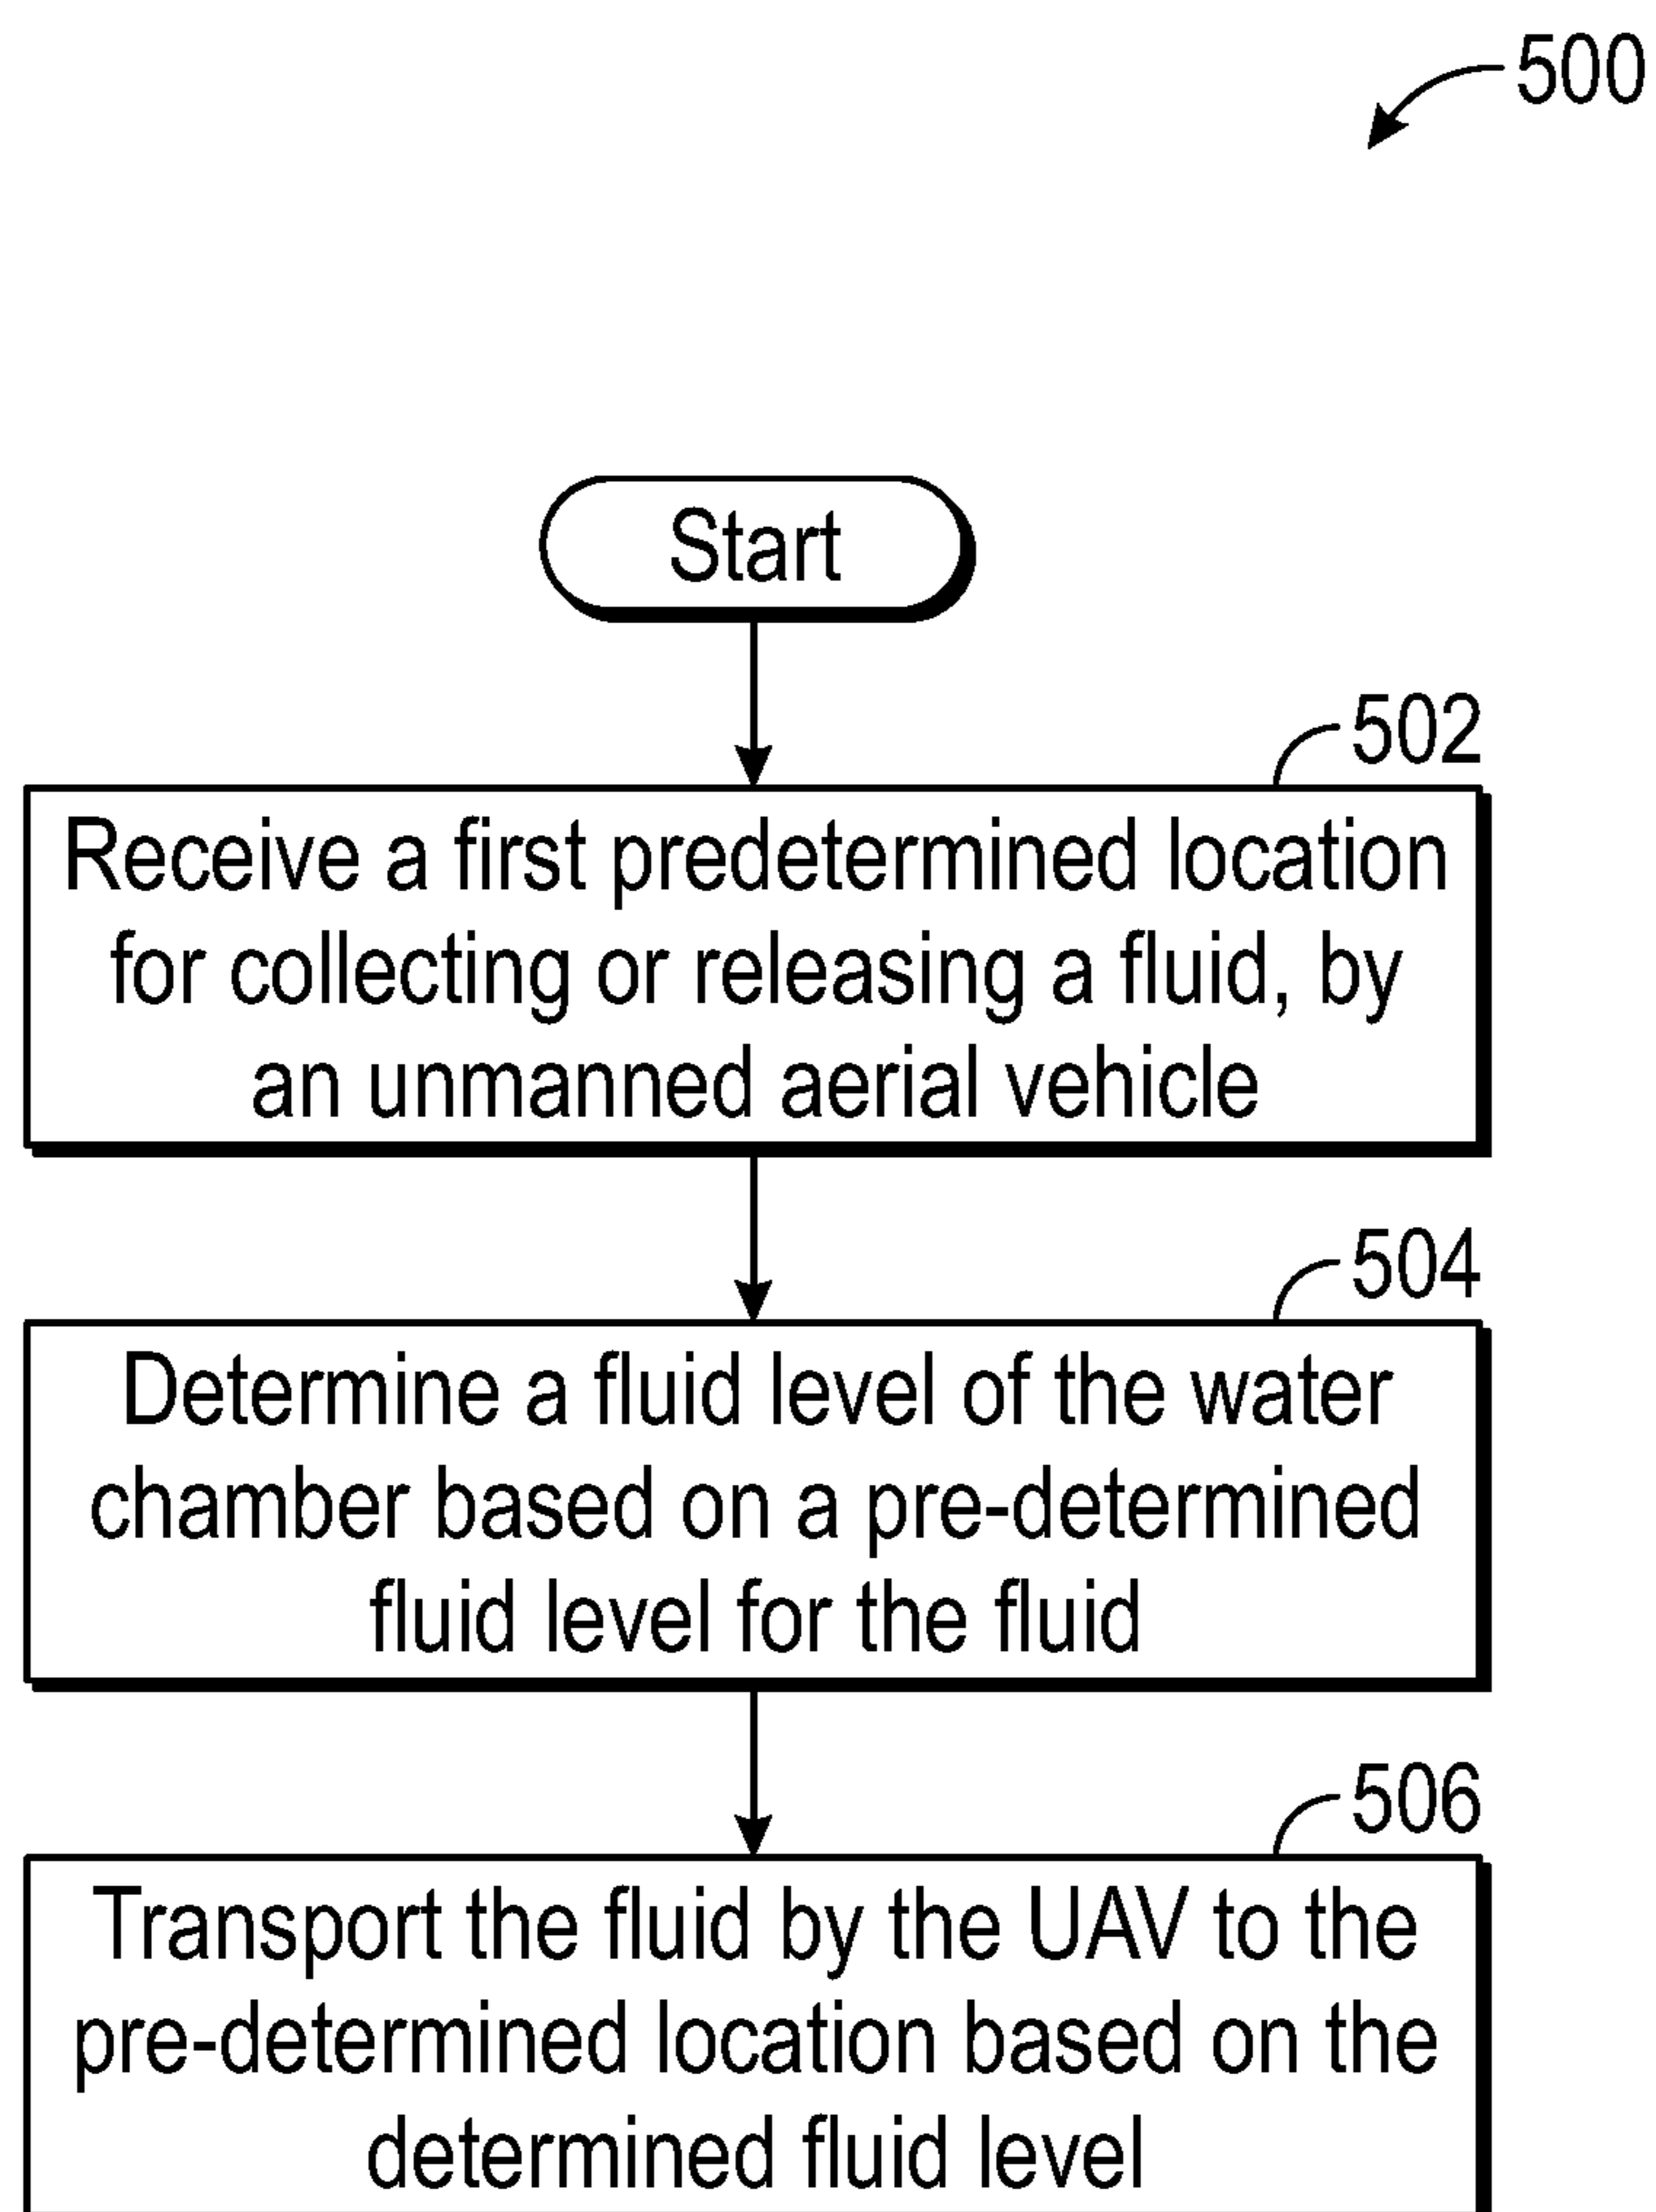 500
Start
502
Receive a first predetermined location
for collecting or releasing a fluid, by
an unmanned aerial vehicle
504
Determine a fluid level of the water
chamber based on a pre-determined
fluid level for the fluid
506
Transport the fluid by the UAV to the
pre-determined location based on the
determined fluid level